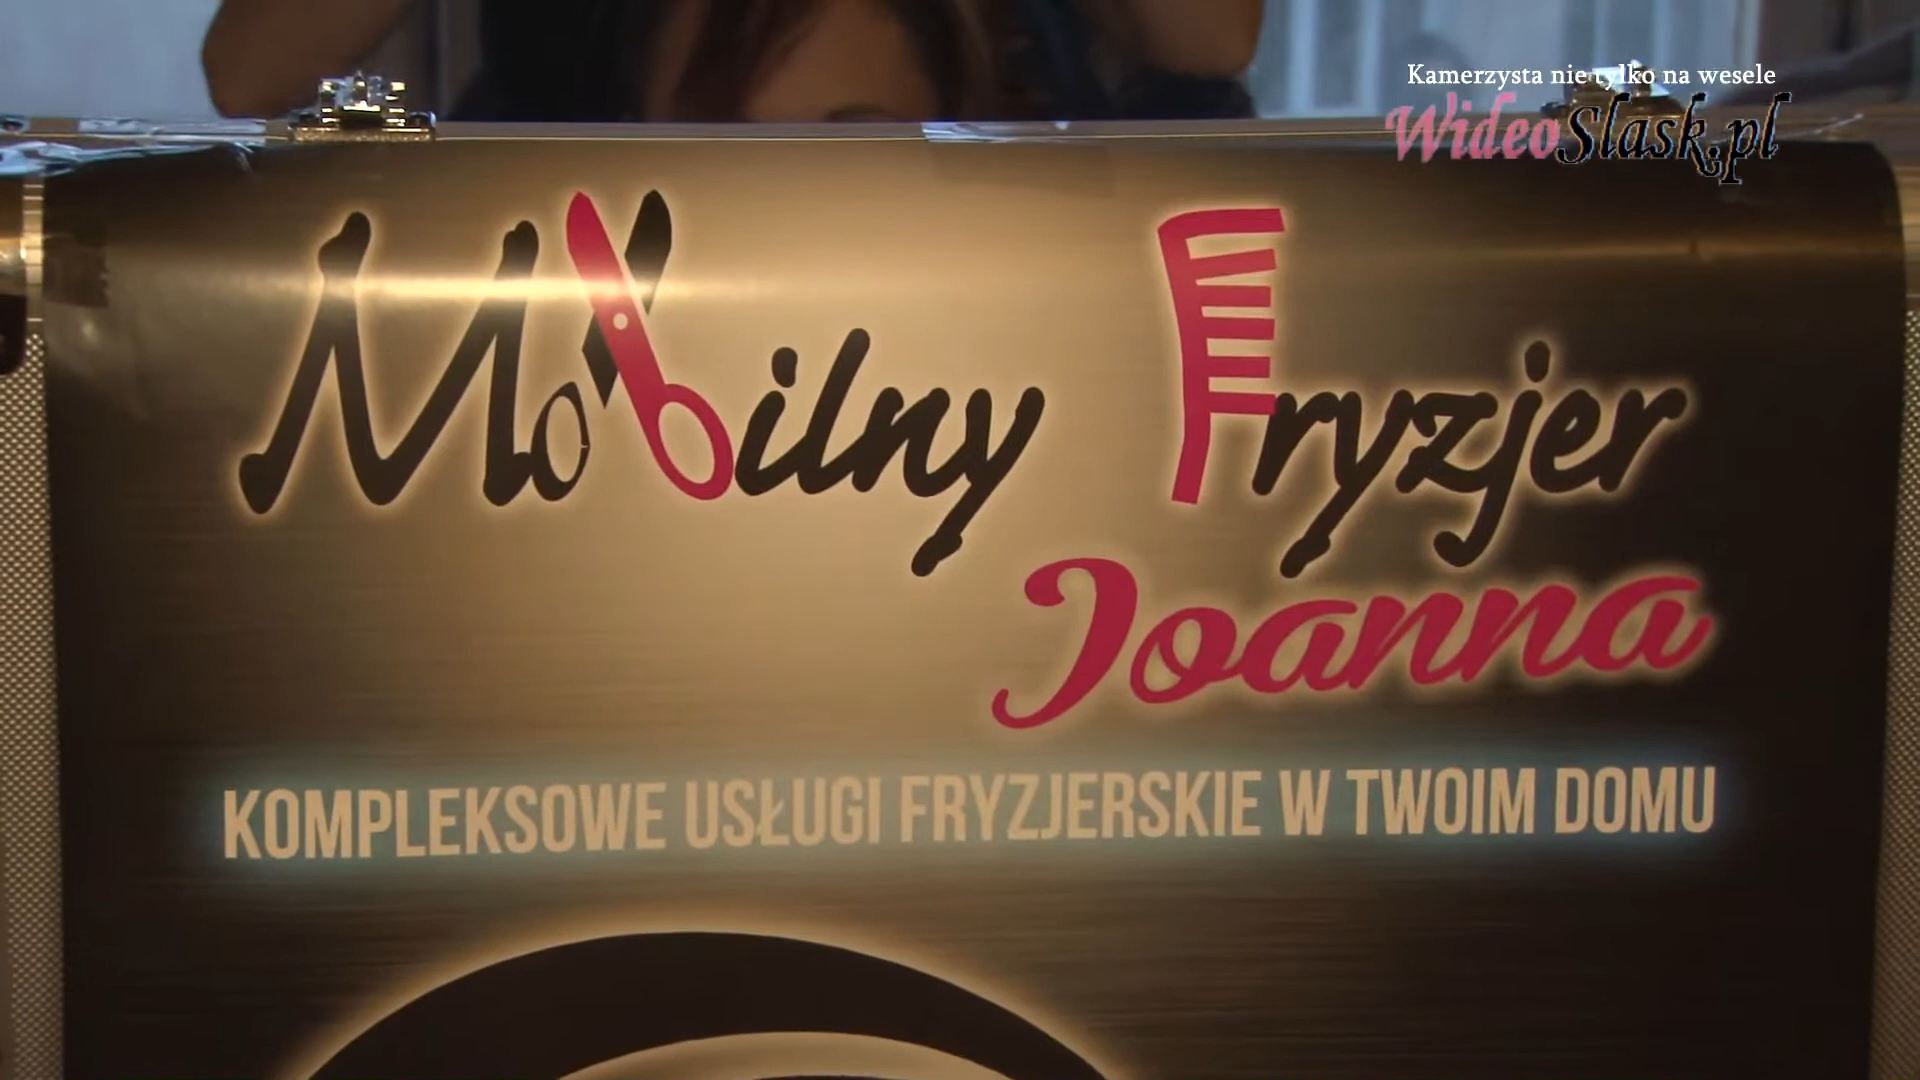 Kamerzysta nie tylko na wesele
WideoSlask.pl
Mobilny Fryzjer
Joanna
KOMPLEKSOWE USŁUGI FRYZJERSKIE W TWOIM DOMU